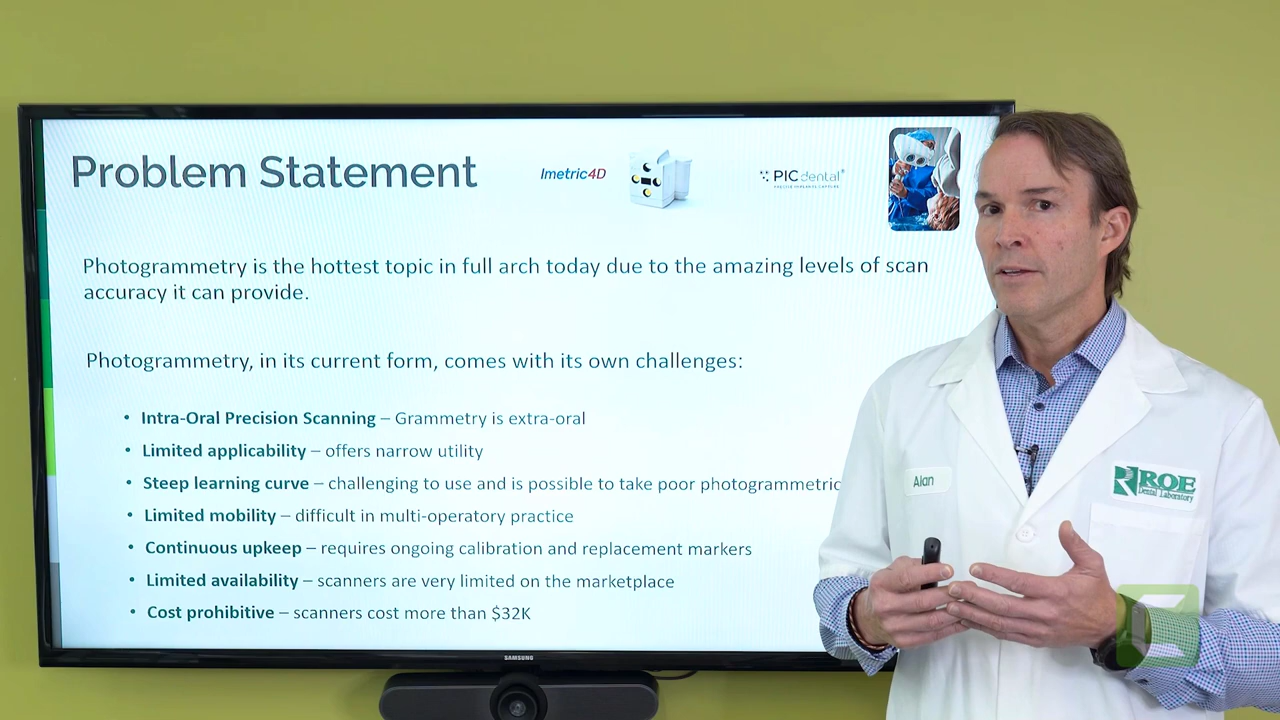 Problem Statement
Imetric4D
PICdental®
PRECISE IMPLANTS CAPTURE
Photogrammetry is the hottest topic in full arch today due to the amazing levels of scan
accuracy it can provide.
Photogrammetry, in its current form, comes with its own challenges:
• Intra-Oral Precision Scanning – Grammetry is extra-oral
• Limited applicability – offers narrow utility
• Steep learning curve – challenging to use and is possible to take poor photogrammetric
• Limited mobility – difficult in multi-operatory practice
• Continuous upkeep – requires ongoing calibration and replacement markers
• Limited availability – scanners are very limited on the marketplace
• Cost prohibitive – scanners cost more than $32K
SAMSUNG
Alan
ROE
Dental Laboratory